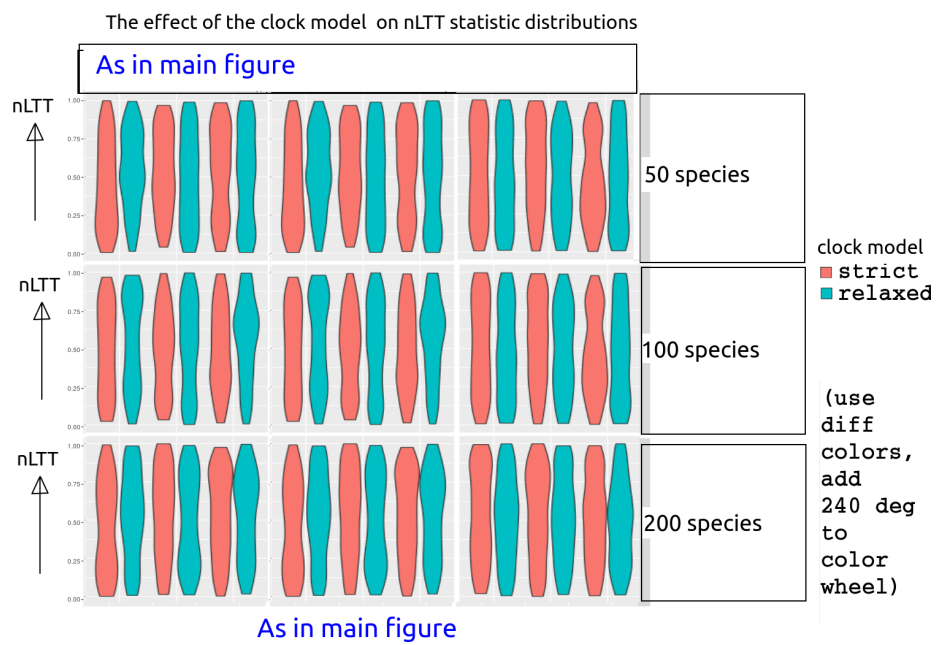 The effect of the clock model on nLTT statistic distributions
As in main figure
nLTT
1.00
0.75
0.50
0.25
0.00
50 species
clock model
strict
relaxed
nLTT
1.00
0.75
0.50
0.25
0.00
100 species
(use
diff
colors,
add
240 deg
to
color
wheel)
nLTT
1.00
0.75
0.50
0.25
0.00
200 species
As in main figure